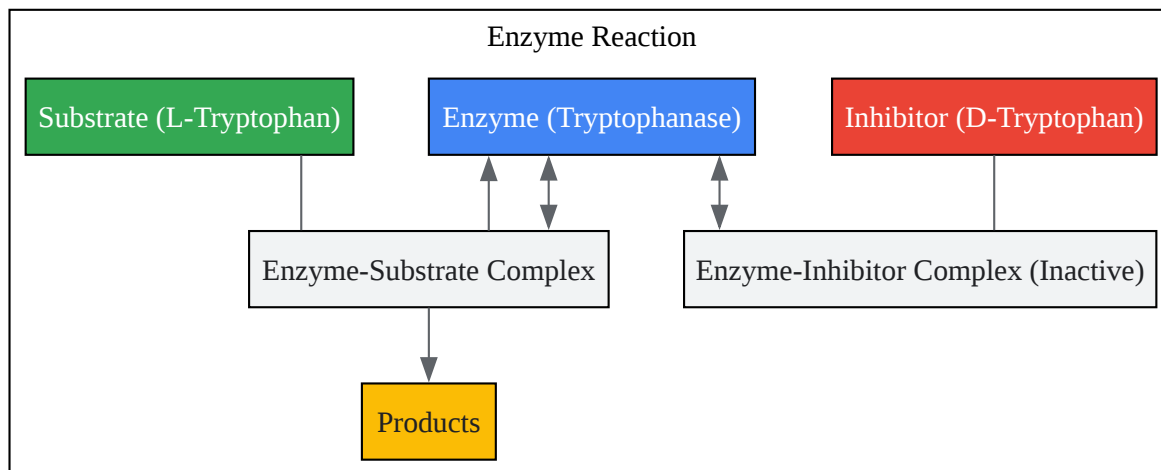 Enzyme Reaction
Substrate (L-Tryptophan)
Enzyme (Tryptophanase)
Inhibitor (D-Tryptophan)
Enzyme-Substrate Complex
Enzyme-Inhibitor Complex (Inactive)
Products